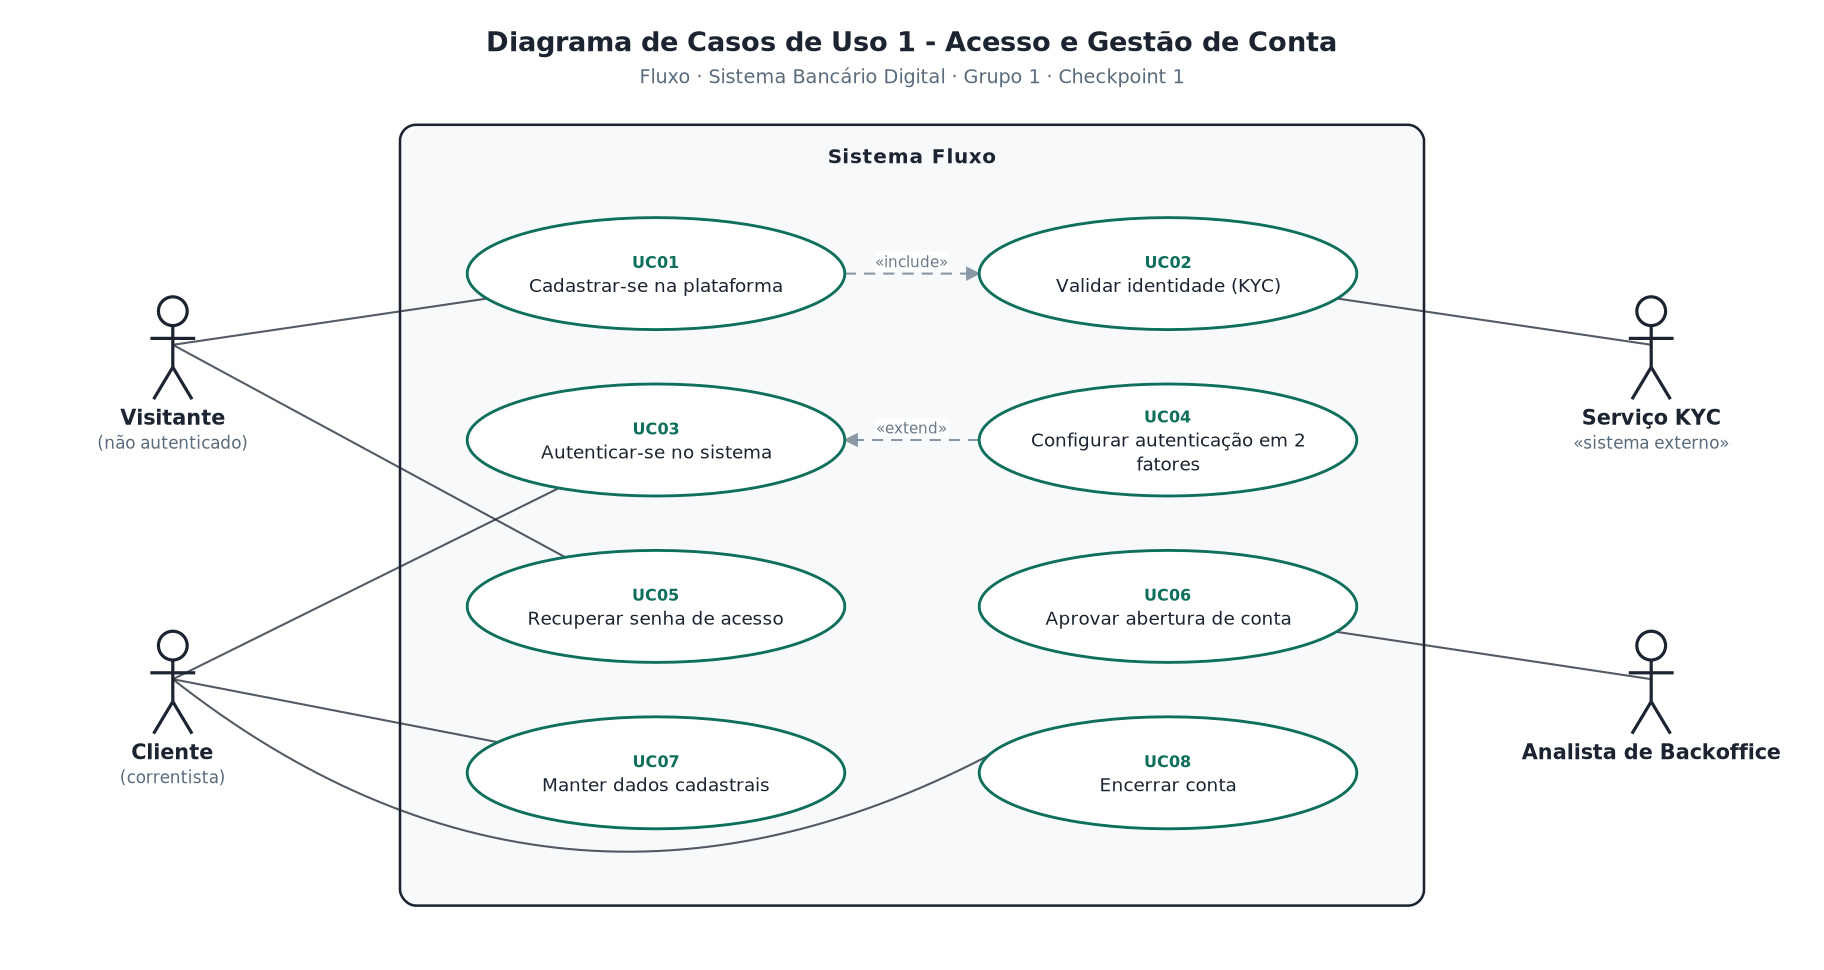 Diagrama de Casos de Uso 1 - Acesso e Gestão de Conta
Fluxo · Sistema Bancário Digital · Grupo 1 · Checkpoint 1
Sistema Fluxo
UC01
Cadastrar-se na plataforma
«include»
UC02
Validar identidade (KYC)
Visitante
(não autenticado)
Serviço KYC
«sistema externo»
UC03
Autenticar-se no sistema
«extend»
UC04
Configurar autenticação em 2
fatores
UC05
Recuperar senha de acesso
UC06
Aprovar abertura de conta
Cliente
(correntista)
Analista de Backoffice
UC07
Manter dados cadastrais
UC08
Encerrar conta